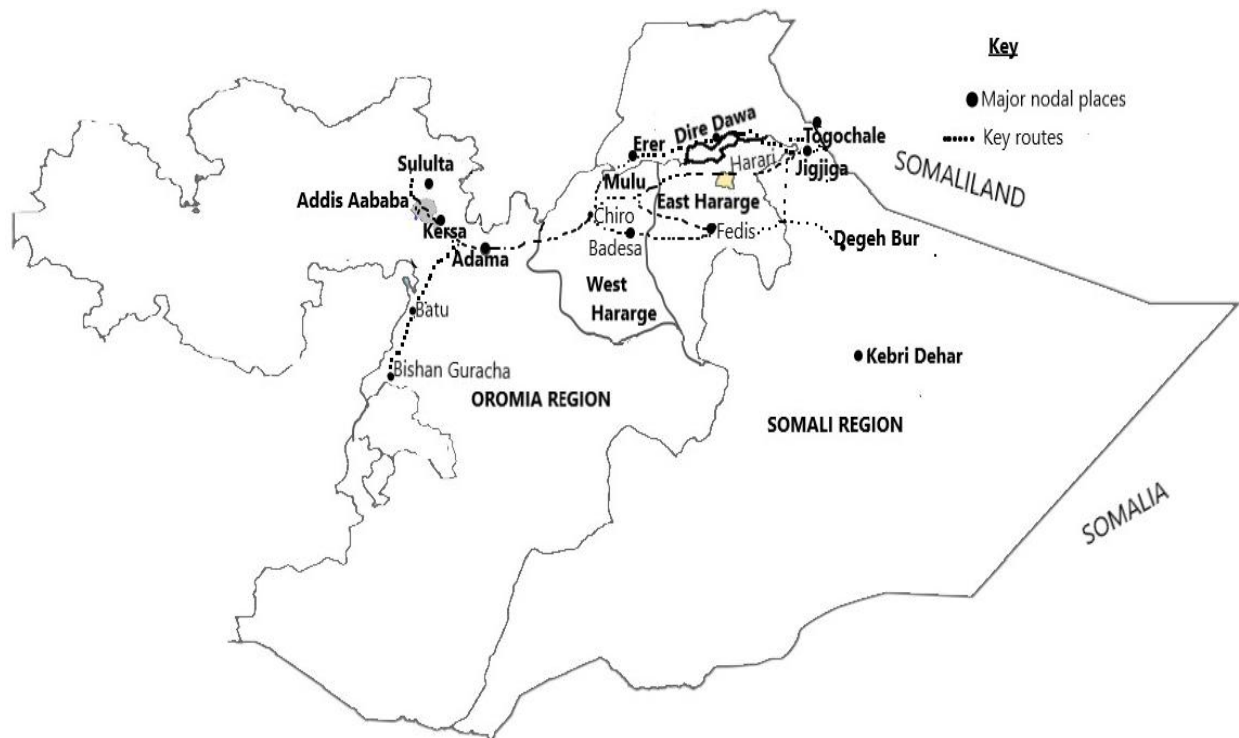 Key
Major nodal places
Key routes
Dire Dawa
Togochale
Erer
Harari
Jigjiga
SOMALILAND
Sululta
Mulu
Addis Aababa
East Hararge
Chiro
Kersa
Fedis
Degeh Bur
Badesa
Adama
West
Hararge
Batu
Kebri Dehar
Bishan Guracha
OROMIA REGION
SOMALI REGION
SOMALIA